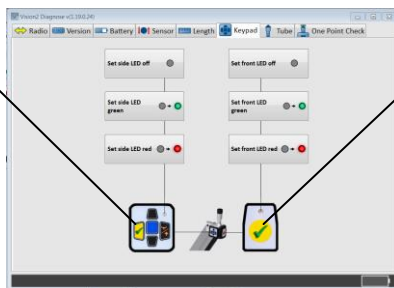 Vision2 Diagnose v(1.19.0.24)
Radio Version Battery Sensor Length Keypad Tube One Point Check
Set side LED off
Set front LED off
Set side LED
green
Set front LED
green
Set side LED red
Set front LED red